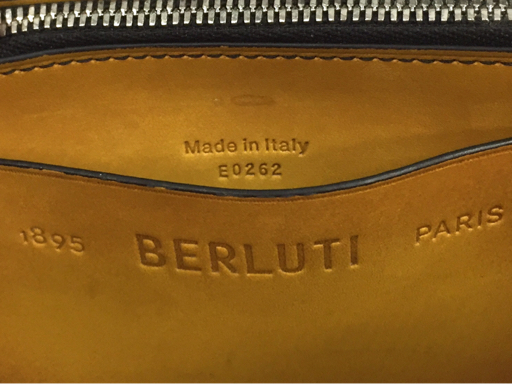 Made in Italy
E0262
1895 BERLUTI PARIS